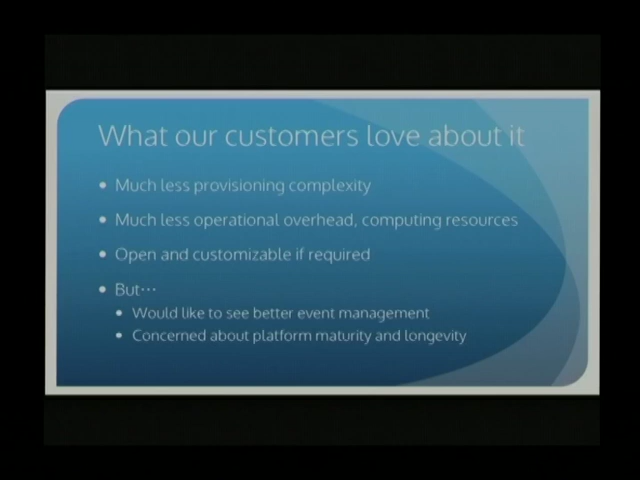 What our customers love about it
• Much less provisioning complexity
• Much less operational overhead, computing resources
• Open and customizable if required
• But…
• Would like to see better event management
• Concerned about platform maturity and longevity